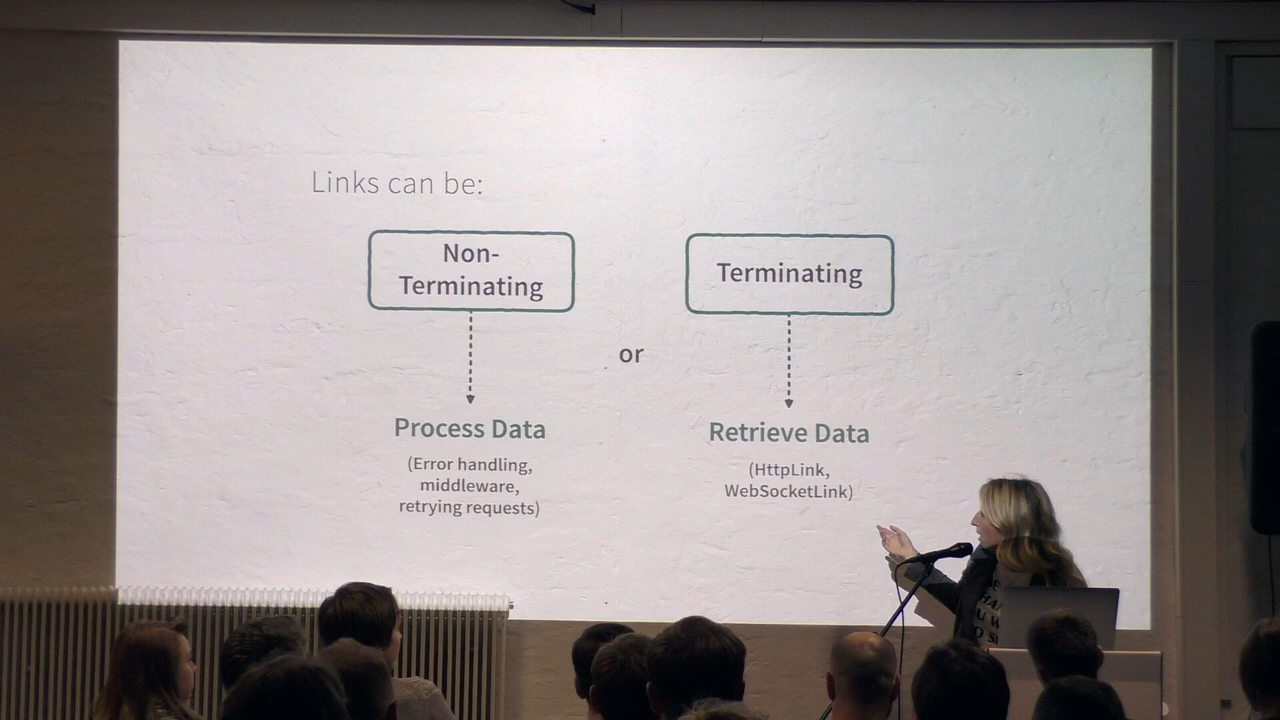 Links can be:
Non-
Terminating
Terminating
or
Process Data
(Error handling,
middleware,
retrying requests)
Retrieve Data
(HttpLink,
WebSocketLink)